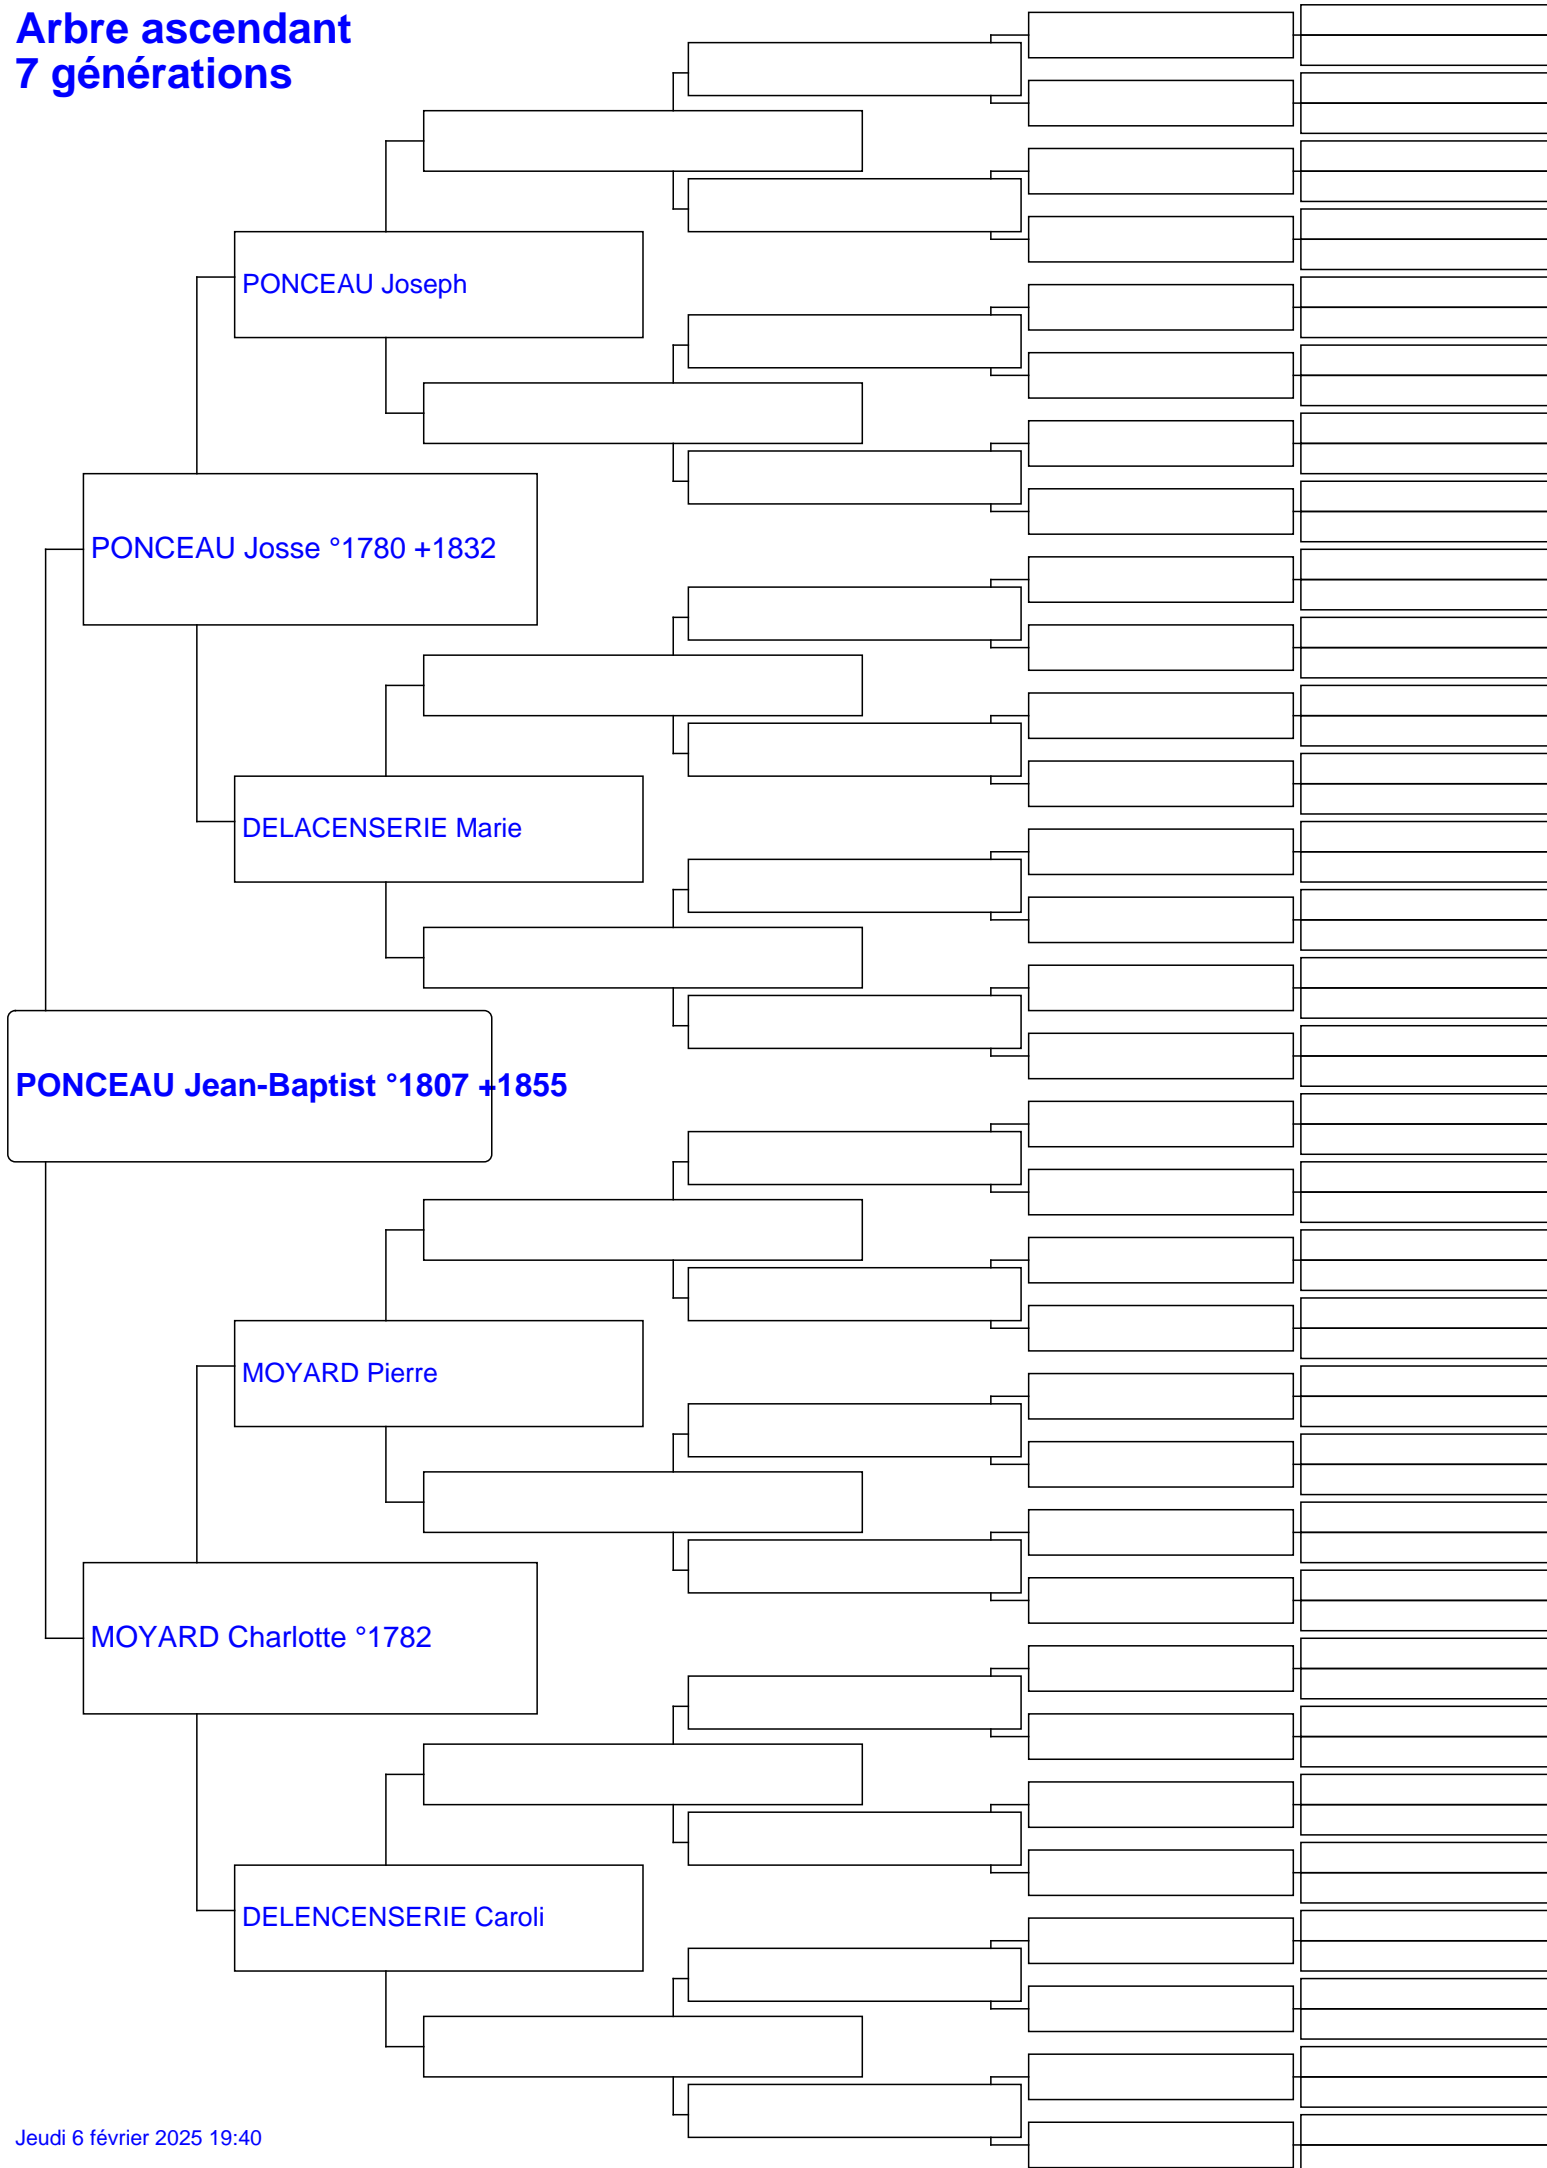 Arbre ascendant
7 générations
PONCEAU Joseph
PONCEAU Josse °1780 +1832
DELACENSERIE Marie
PONCEAU Jean-Baptist °1807 +1855
MOYARD Pierre
MOYARD Charlotte °1782
DELENCENSERIE Caroli
Jeudi 6 février 2025 19:40